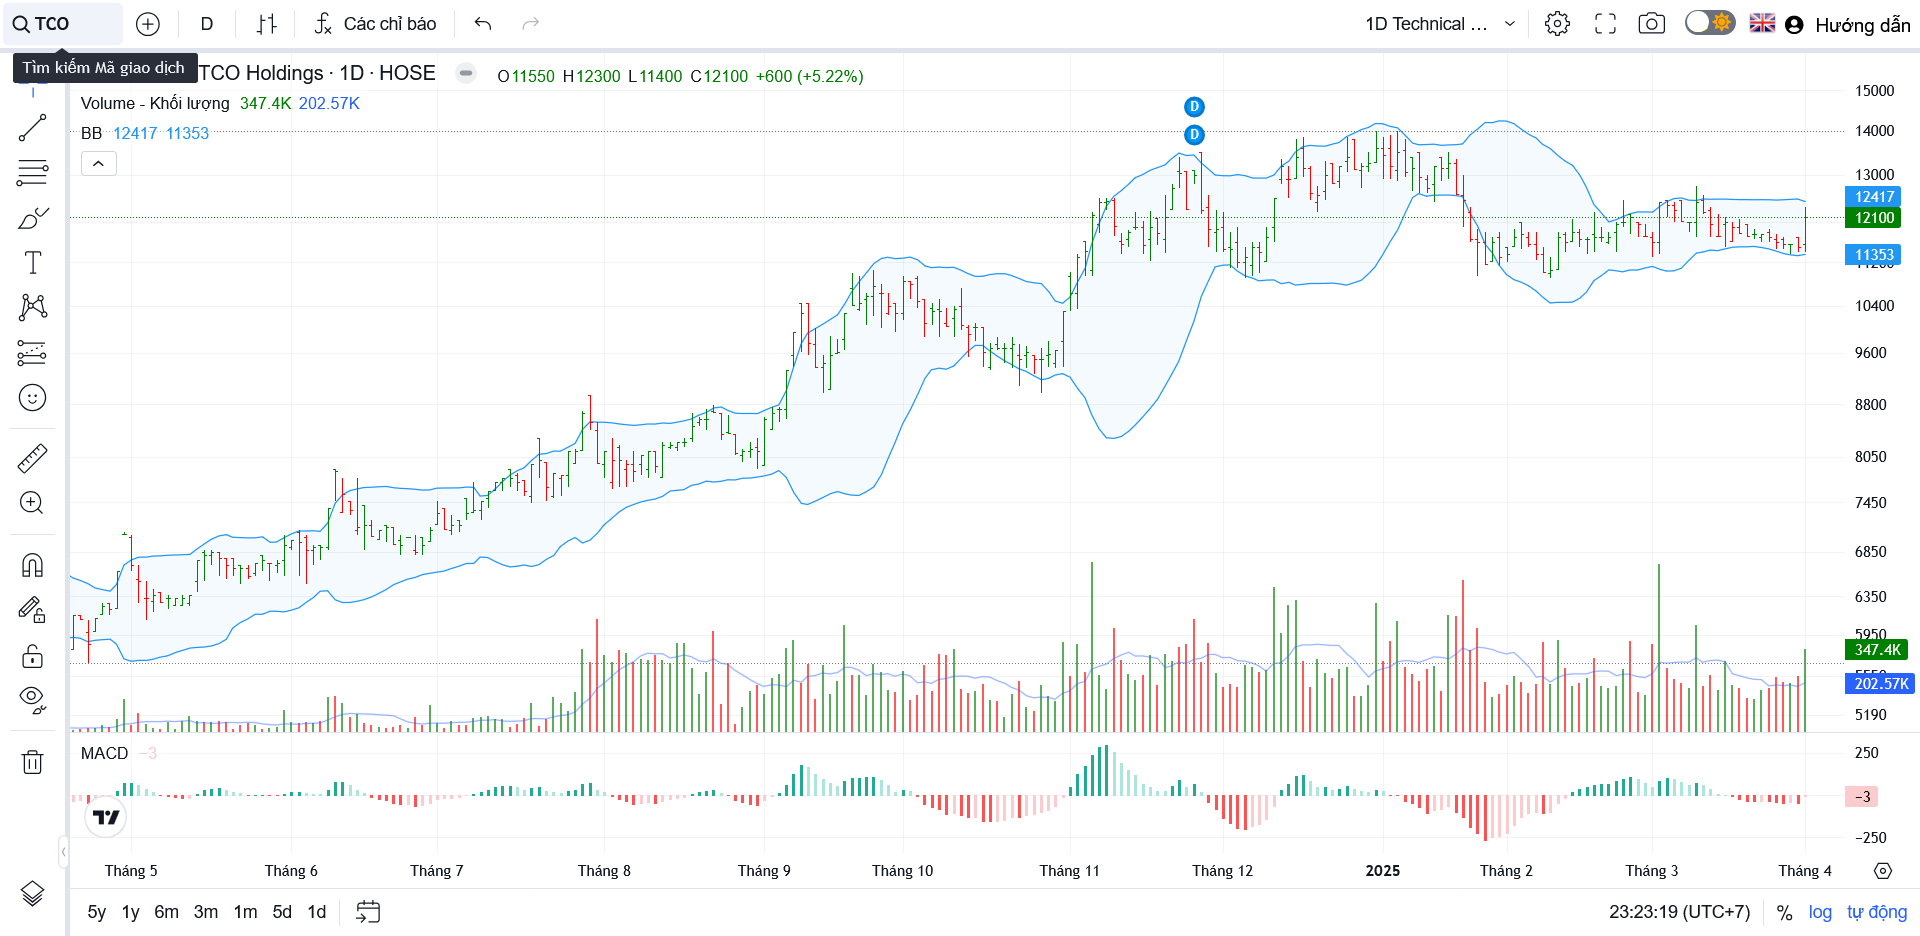 TCO
D
Các chỉ báo
1D Technical ...
Hướng dẫn
Tìm kiếm Mã giao dịch
TCO Holdings · 1D · HOSE
O11550 H12300 L11400 C12100 +600 (+5.22%)
Volume - Khối lượng 347.4K 202.57K
BB 12417 11353
D
D
15000
14000
13000
12417
12100
11353
10400
9600
8800
8050
7450
6850
6350
5950
347.4K
202.57K
5190
MACD −3
250
−3
−250
Tháng 5
Tháng 6
Tháng 7
Tháng 8
Tháng 9
Tháng 10
Tháng 11
Tháng 12
2025
Tháng 2
Tháng 3
Tháng 4
5y 1y 6m 3m 1m 5d 1d
23:23:19 (UTC+7)
% log tự động